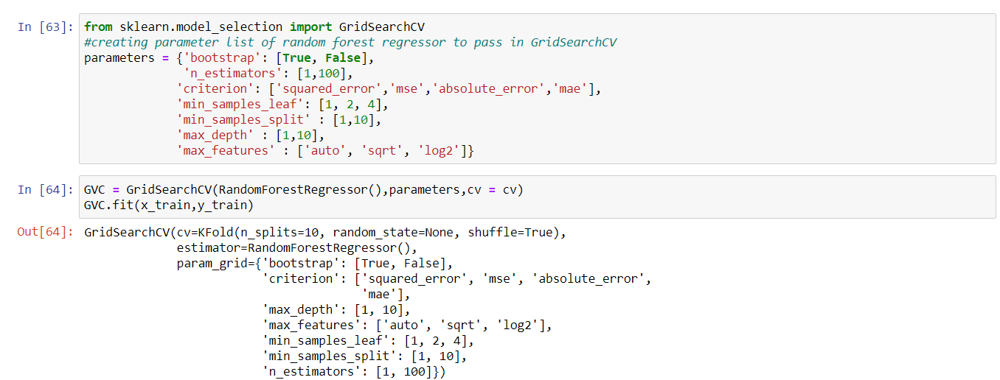 In [63]: from sklearn.model_selection import GridSearchCV
#creating parameter list of random forest regressor to pass in GridSearchCV
parameters = {'bootstrap': [True, False],
'n_estimators': [1,100],
'criterion': ['squared_error','mse','absolute_error','mae'],
'min_samples_leaf': [1, 2, 4],
'min_samples_split' : [1,10],
'max_depth' : [1,10],
'max_features' : ['auto', 'sqrt', 'log2']}
In [64]: GVC = GridSearchCV(RandomForestRegressor(),parameters,cv = cv)
GVC.fit(x_train,y_train)
Out[64]: GridSearchCV(cv=KFold(n_splits=10, random_state=None, shuffle=True),
estimator=RandomForestRegressor(),
param_grid={'bootstrap': [True, False],
'criterion': ['squared_error', 'mse', 'absolute_error',
'mae'],
'max_depth': [1, 10],
'max_features': ['auto', 'sqrt', 'log2'],
'min_samples_leaf': [1, 2, 4],
'min_samples_split': [1, 10],
'n_estimators': [1, 100]})